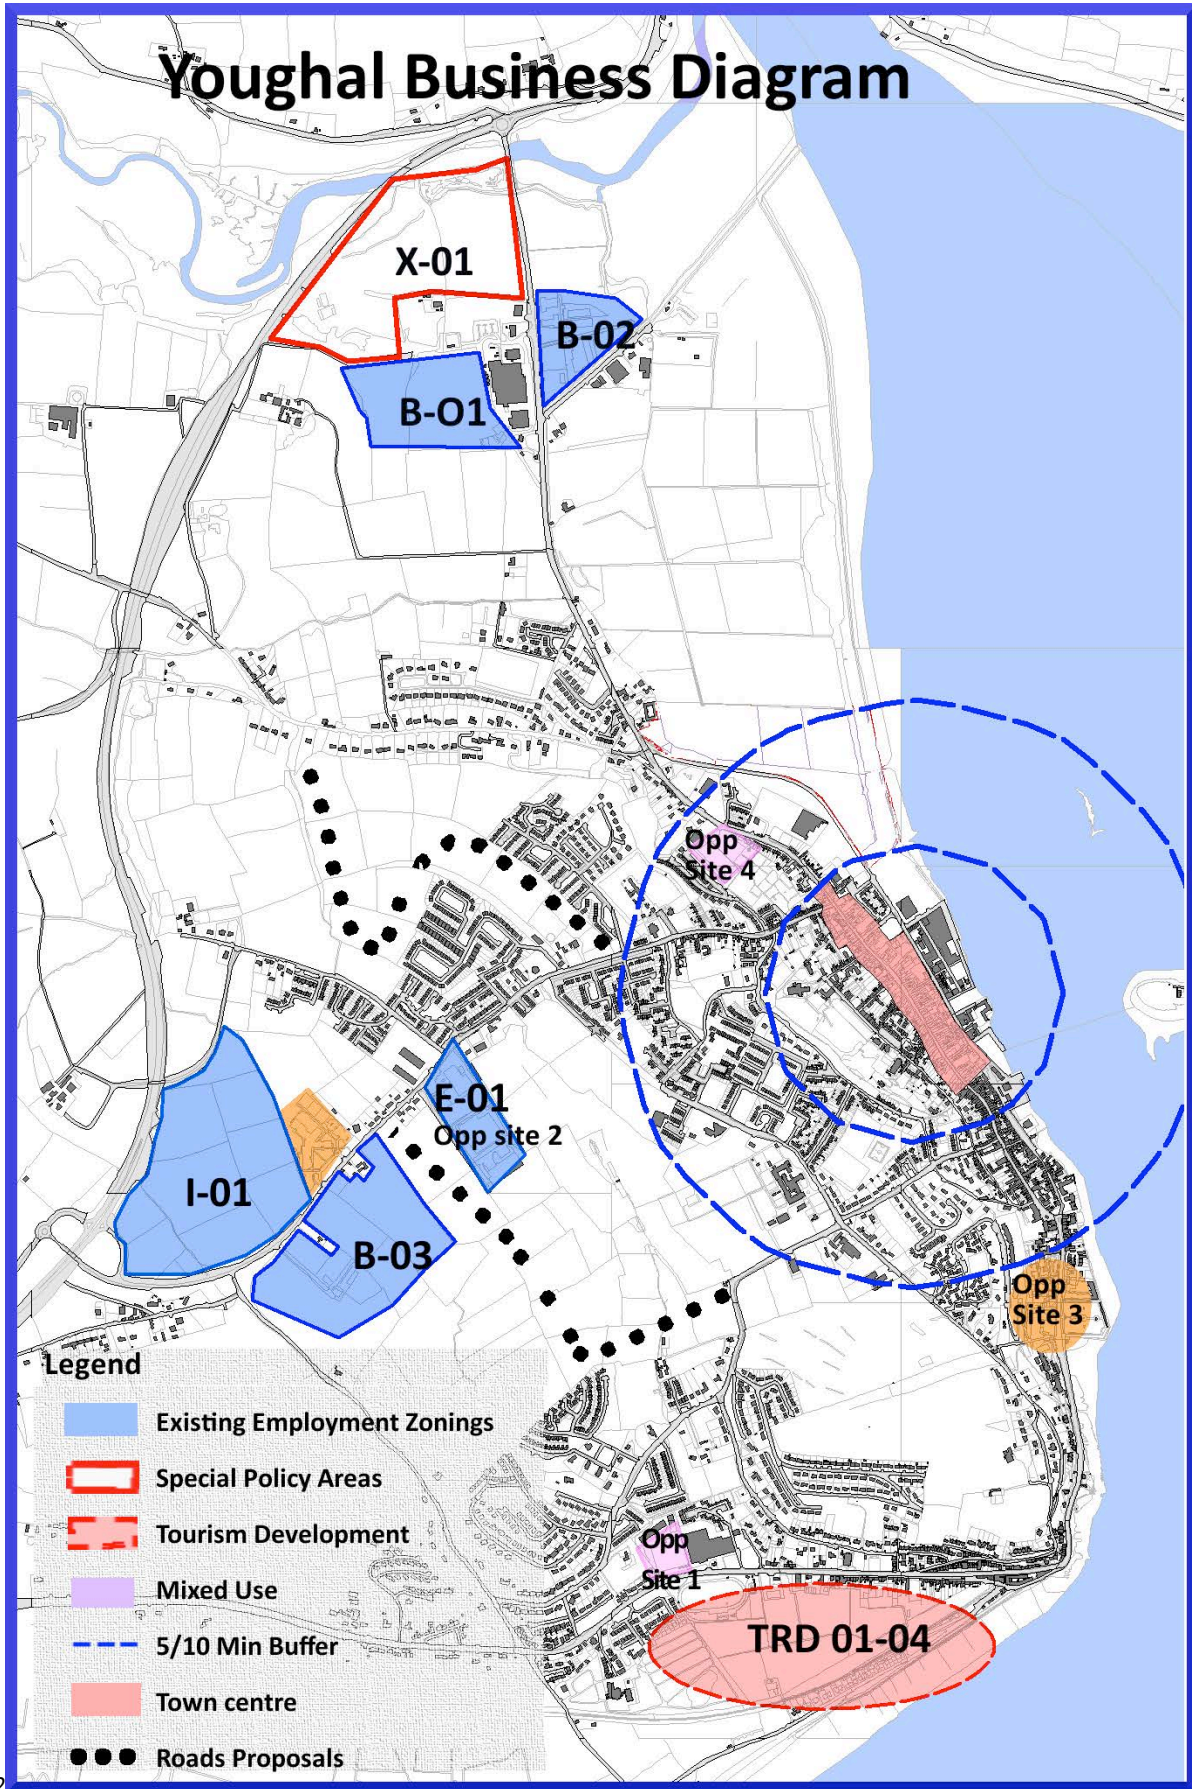 Youghal Business Diagram
X-01
B-02
B-O1
Opp
Site 4
E-01
Opp site 2
I-01
B-03
Opp
Site 3
Legend
Existing Employment Zonings
Special Policy Areas
Tourism Development
Mixed Use
5/10 Min Buffer
Town centre
Roads Proposals
Opp
Site 1
TRD 01-04
2